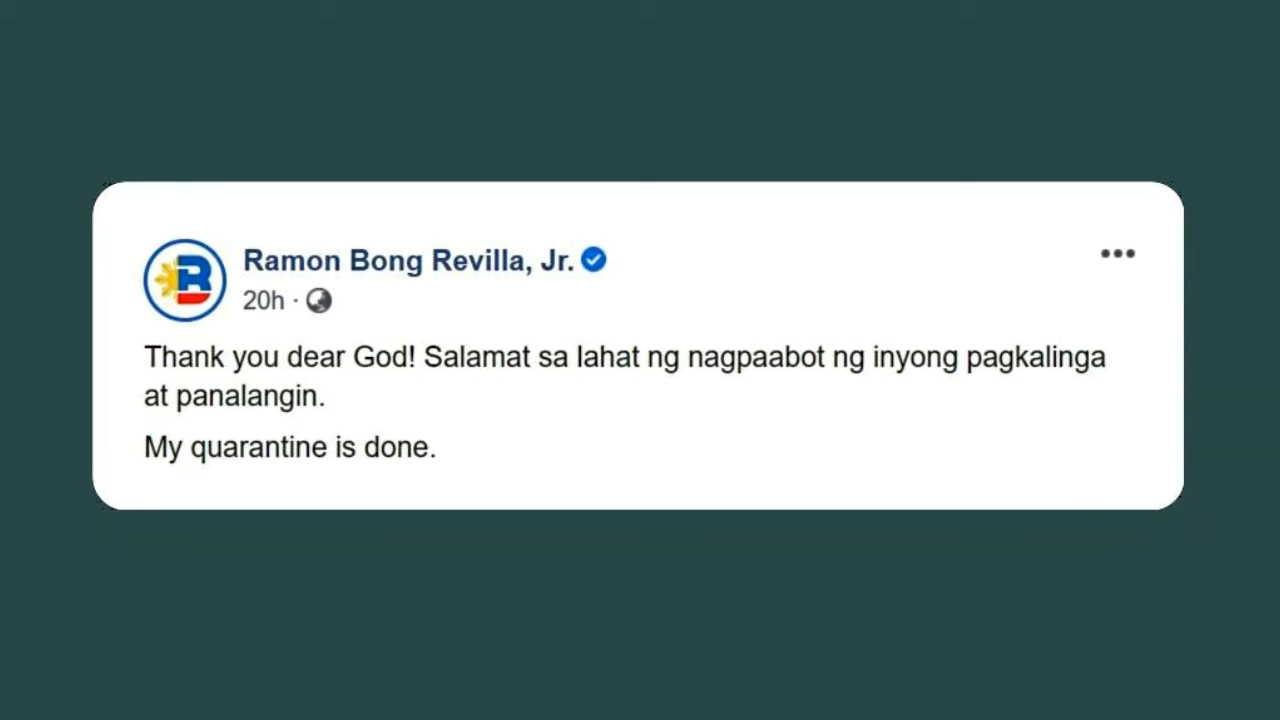 Ramon Bong Revilla, Jr.
20h ·
Thank you dear God! Salamat sa lahat ng nagpaabot ng inyong pagkalinga
at panalangin.
My quarantine is done.